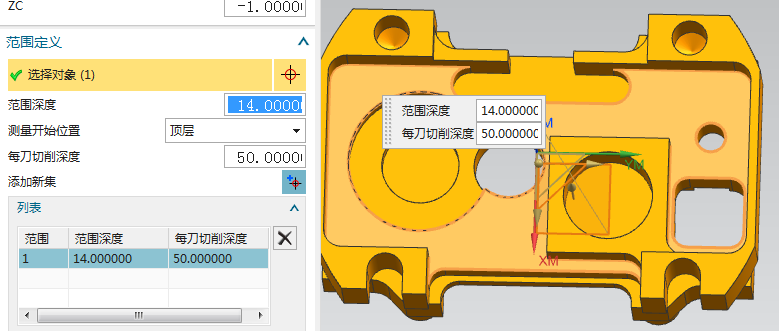 ZC
-1.00000
范围定义
选择对象 (1)
范围深度
14.00000
测量开始位置
顶层
每刀切削深度
50.0000
添加新集
列表
范围 范围深度 每刀切削深度
1 14.000000 50.000000
范围深度 14.000000
每刀切削深度 50.000000
YM
XM